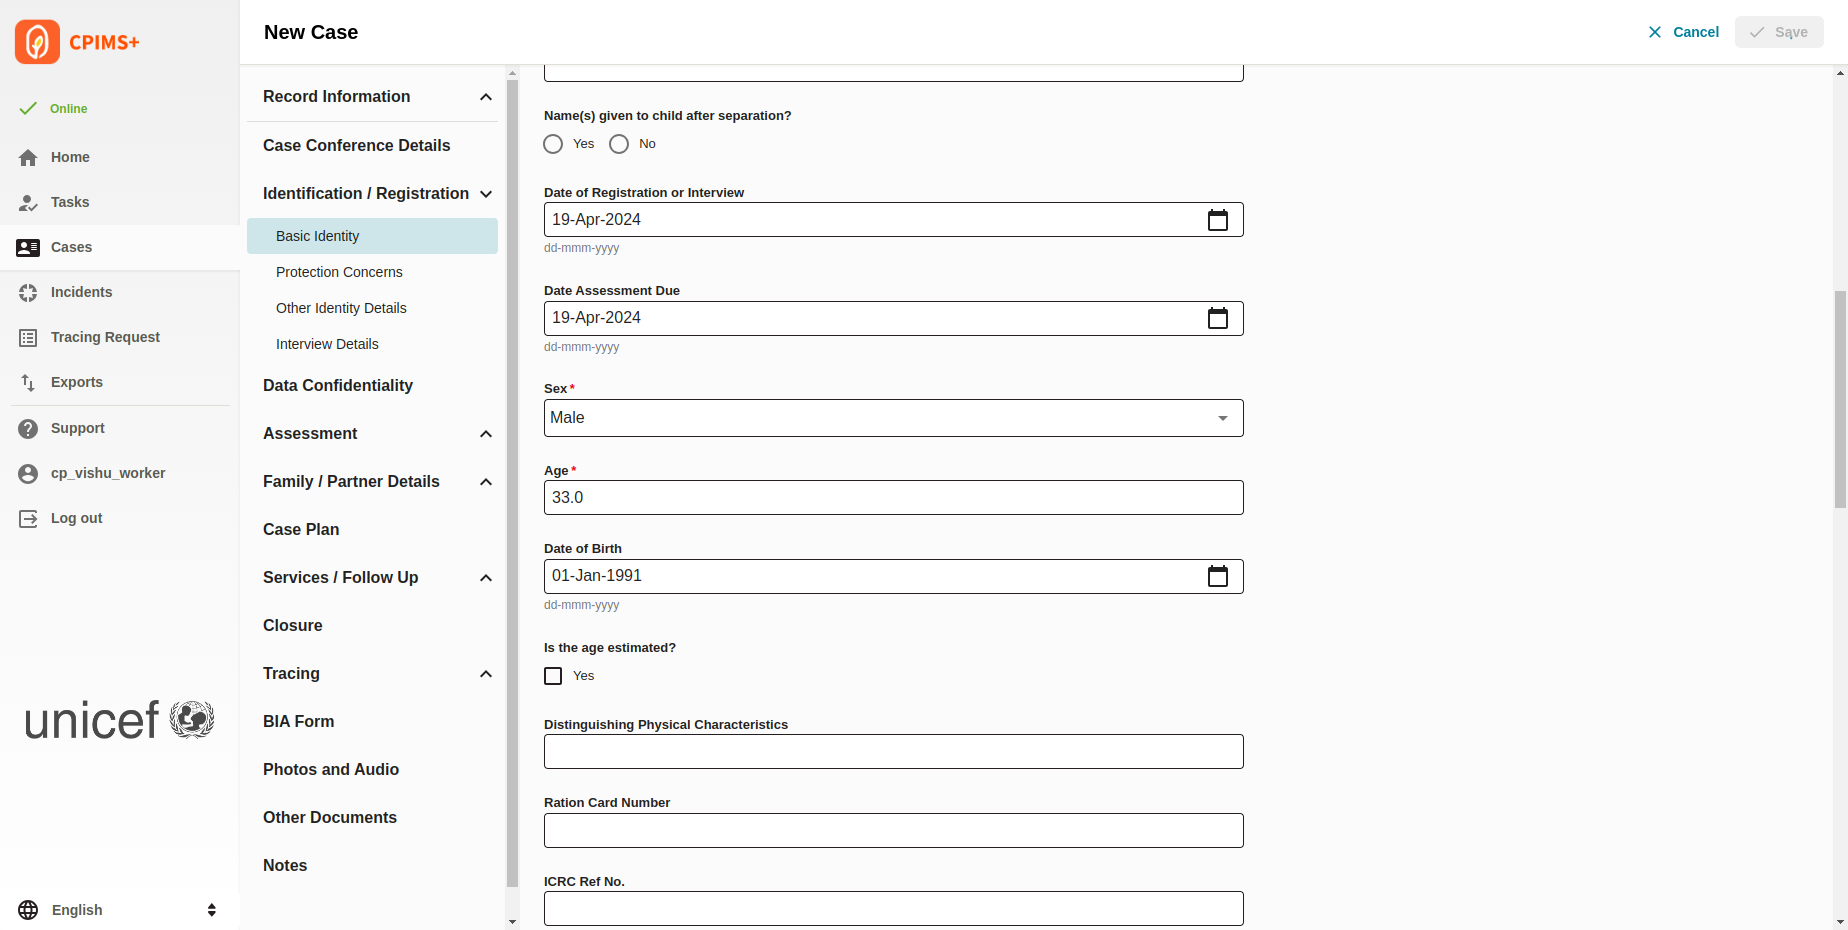 CPIMS+
Online
Home
Tasks
Cases
Incidents
Tracing Request
Exports
Support
cp_vishu_worker
Log out
unicef
English
New Case
Cancel
Save
Record Information
Case Conference Details
Identification / Registration
Basic Identity
Protection Concerns
Other Identity Details
Interview Details
Data Confidentiality
Assessment
Family / Partner Details
Case Plan
Services / Follow Up
Closure
Tracing
BIA Form
Photos and Audio
Other Documents
Notes
Name(s) given to child after separation?
Yes No
Date of Registration or Interview
19-Apr-2024
dd-mmm-yyyy
Date Assessment Due
19-Apr-2024
dd-mmm-yyyy
Sex *
Male
Age *
33.0
Date of Birth
01-Jan-1991
dd-mmm-yyyy
Is the age estimated?
Yes
Distinguishing Physical Characteristics
Ration Card Number
ICRC Ref No.